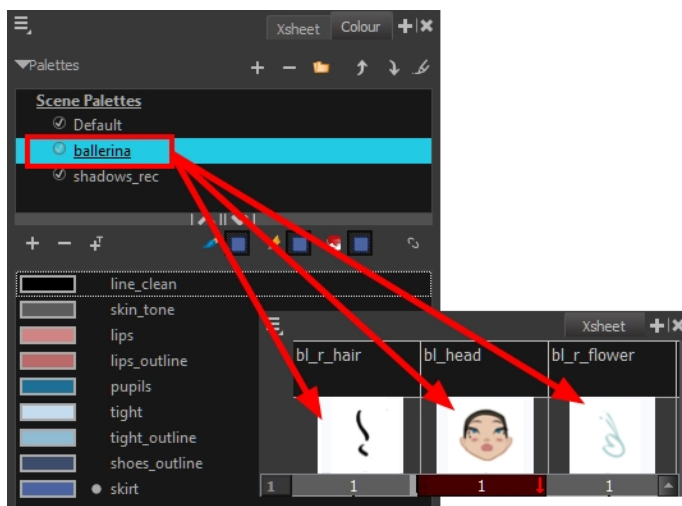 Xsheet Colour
Palettes
Scene Palettes
Default
ballerina
shadows_rec
line_clean
skin_tone
lips
lips_outline
pupils
tight
tight_outline
shoes_outline
skirt
Xsheet
bl_r_hair bl_head bl_r_flower
1 1 1 1